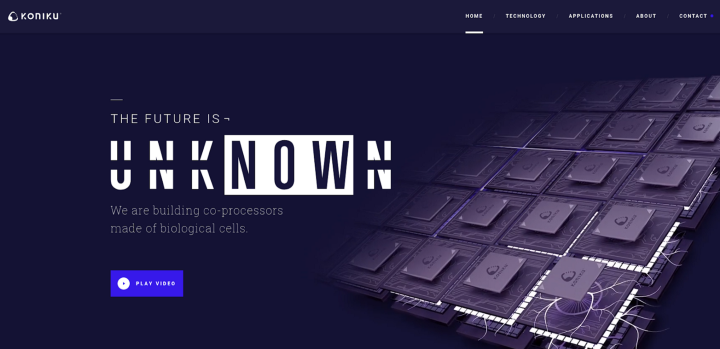 KONIKU
HOME
TECHNOLOGY
APPLICATIONS
ABOUT
CONTACT
THE FUTURE IS ¬
UNKNOWN
We are building co-processors
made of biological cells.
PLAY VIDEO